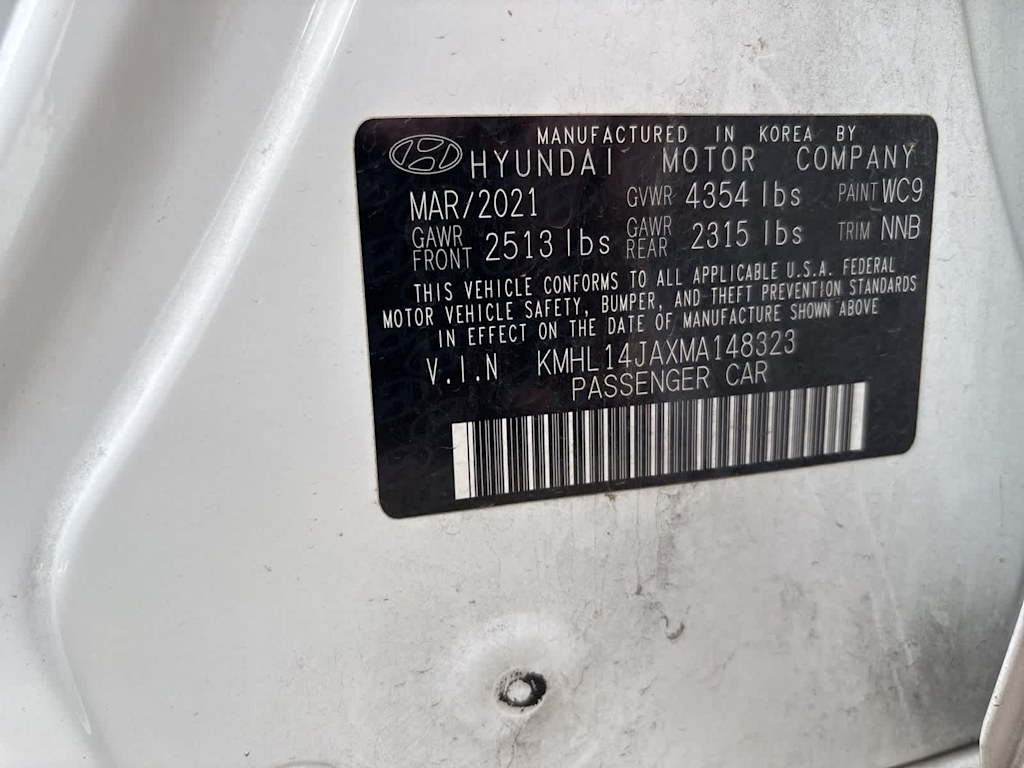 MANUFACTURED IN KOREA BY
HYUNDAI MOTOR COMPANY
MAR/2021 GVWR 4354 lbs PAINT WC9
GAWR FRONT 2513 lbs GAWR REAR 2315 lbs TRIM NNB
THIS VEHICLE CONFORMS TO ALL APPLICABLE U.S.A. FEDERAL
MOTOR VEHICLE SAFETY, BUMPER, AND THEFT PREVENTION STANDARDS
IN EFFECT ON THE DATE OF MANUFACTURE SHOWN ABOVE
V.I.N KMHL14JAXMA148323
PASSENGER CAR